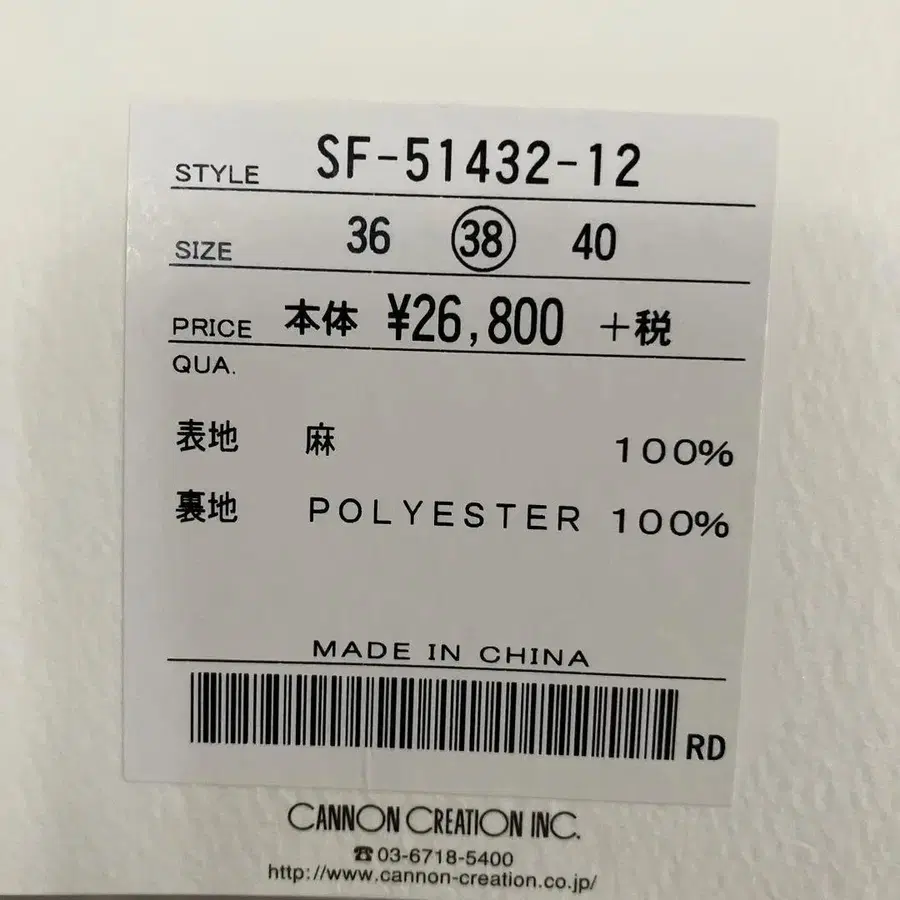 STYLE SF-51432-12
SIZE 36 38 40
PRICE 本体 ¥26,800 +税
QUA.
表地 麻 100%
裏地 POLYESTER 100%
MADE IN CHINA
RD
CANNON CREATION INC.
☎03-6718-5400
http://www.cannon-creation.co.jp/